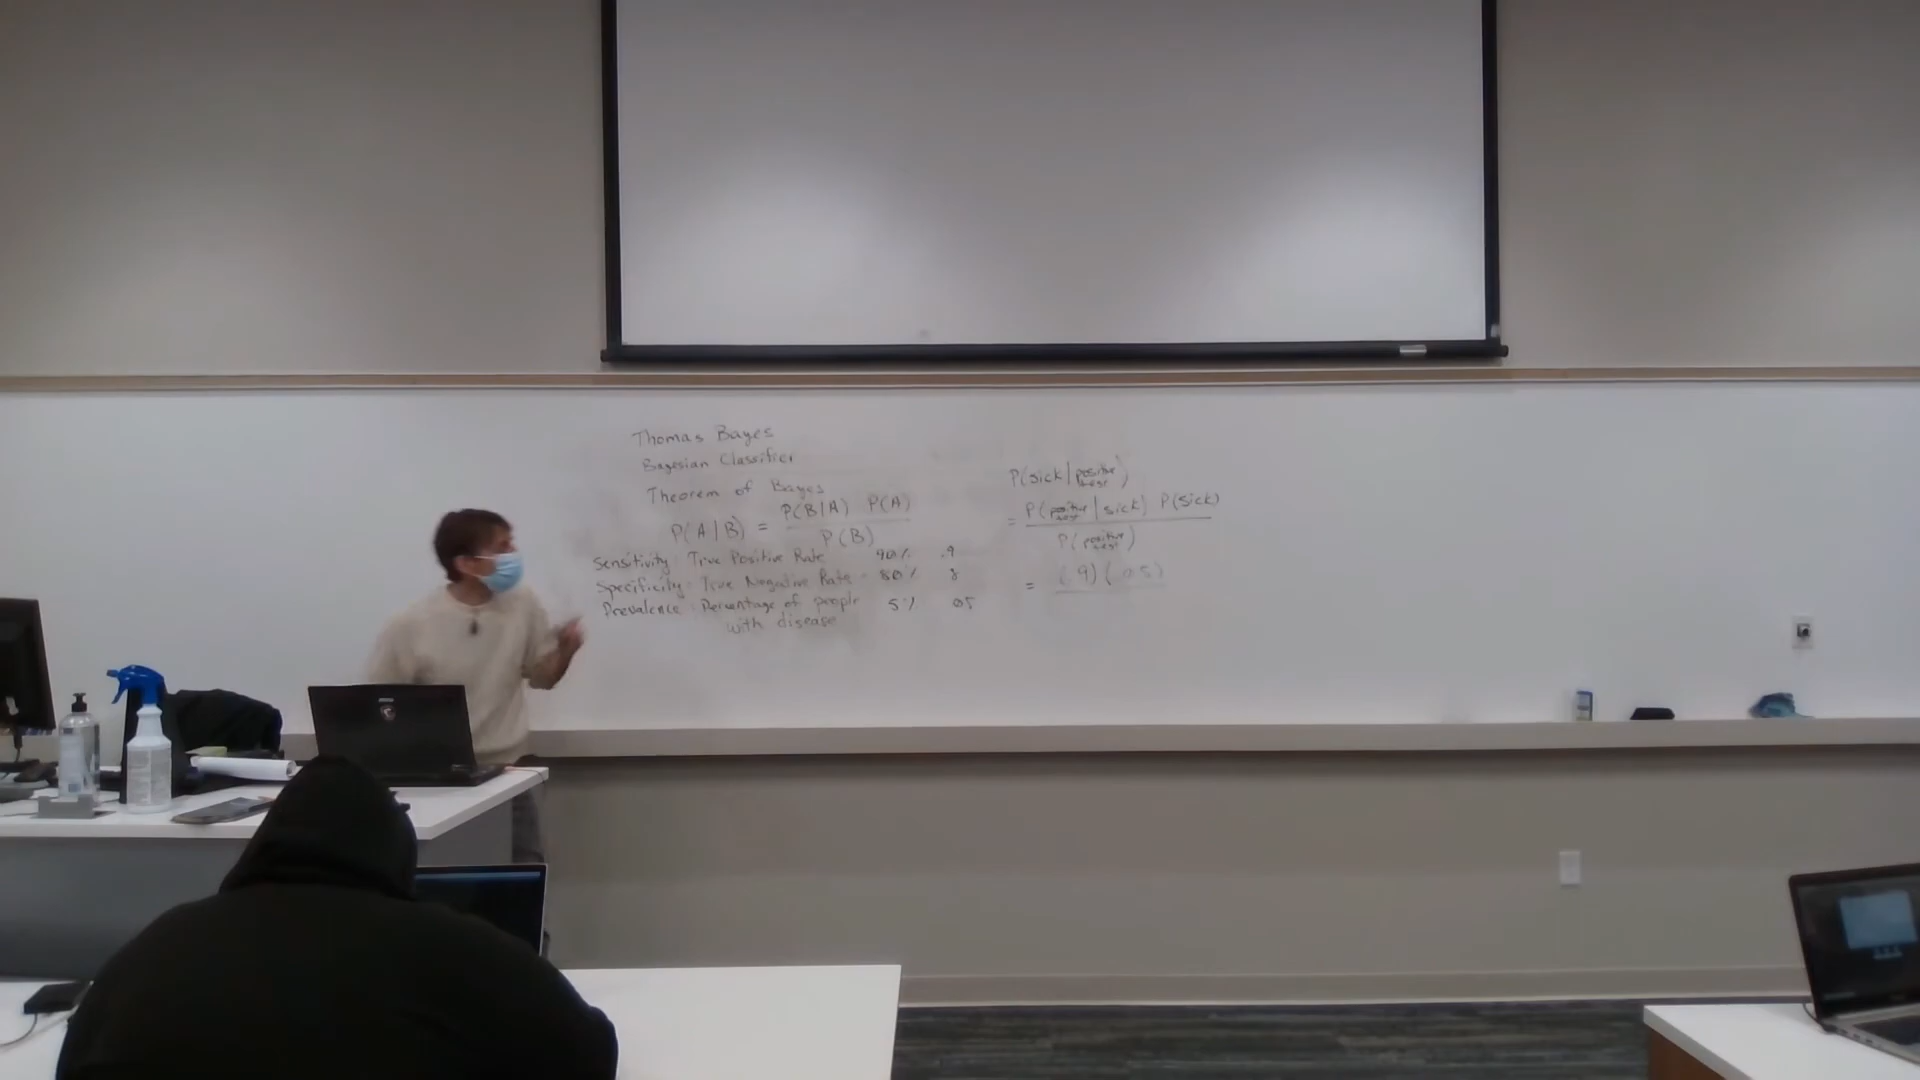 Thomas Bayes
Bayesian Classifier
Theorem of Bayes
P(A|B) = P(B|A) P(A) / P(B)
Sensitivity: True Positive Rate 90% .9
Specificity: True Negative Rate 80% .8
Prevalence: Percentage of people 5% .05
with disease
P(sick|positive test)
= P(positive test|sick) P(sick) / P(positive test)
= (.9)(.05)